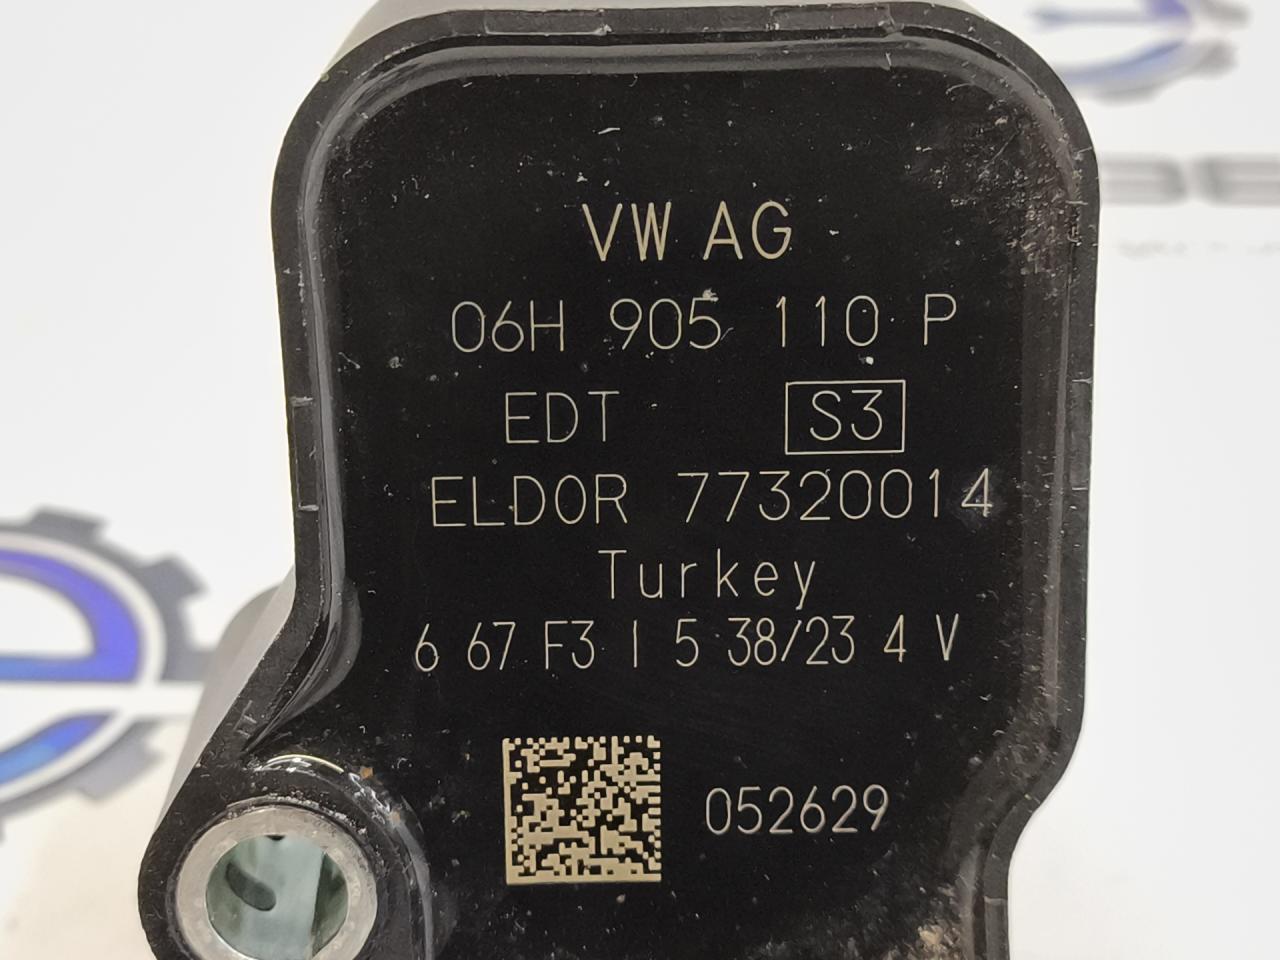 VW AG
06H 905 110 P
EDT S3
ELDOR 77320014
Turkey
6 67 F3 I 5 38/23 4 V
052629